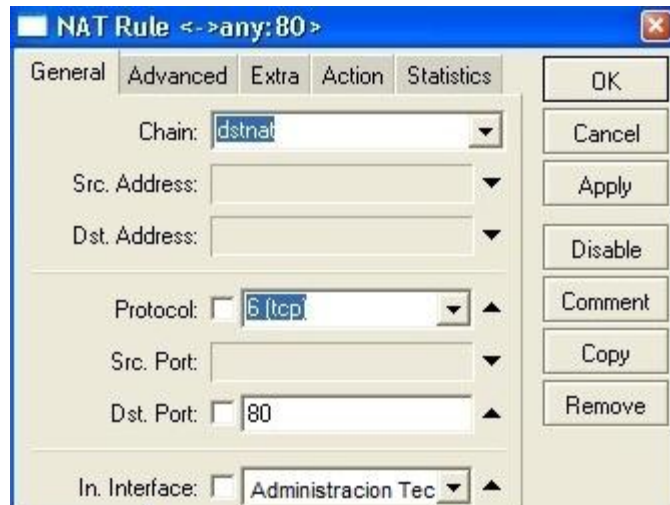 NAT Rule <->any:80>
General Advanced Extra Action Statistics
OK
Chain: dstnat
Cancel
Src. Address:
Apply
Dst. Address:
Disable
Protocol: 6 (tcp)
Comment
Src. Port:
Copy
Dst. Port: 80
Remove
In. Interface: Administracion Tec